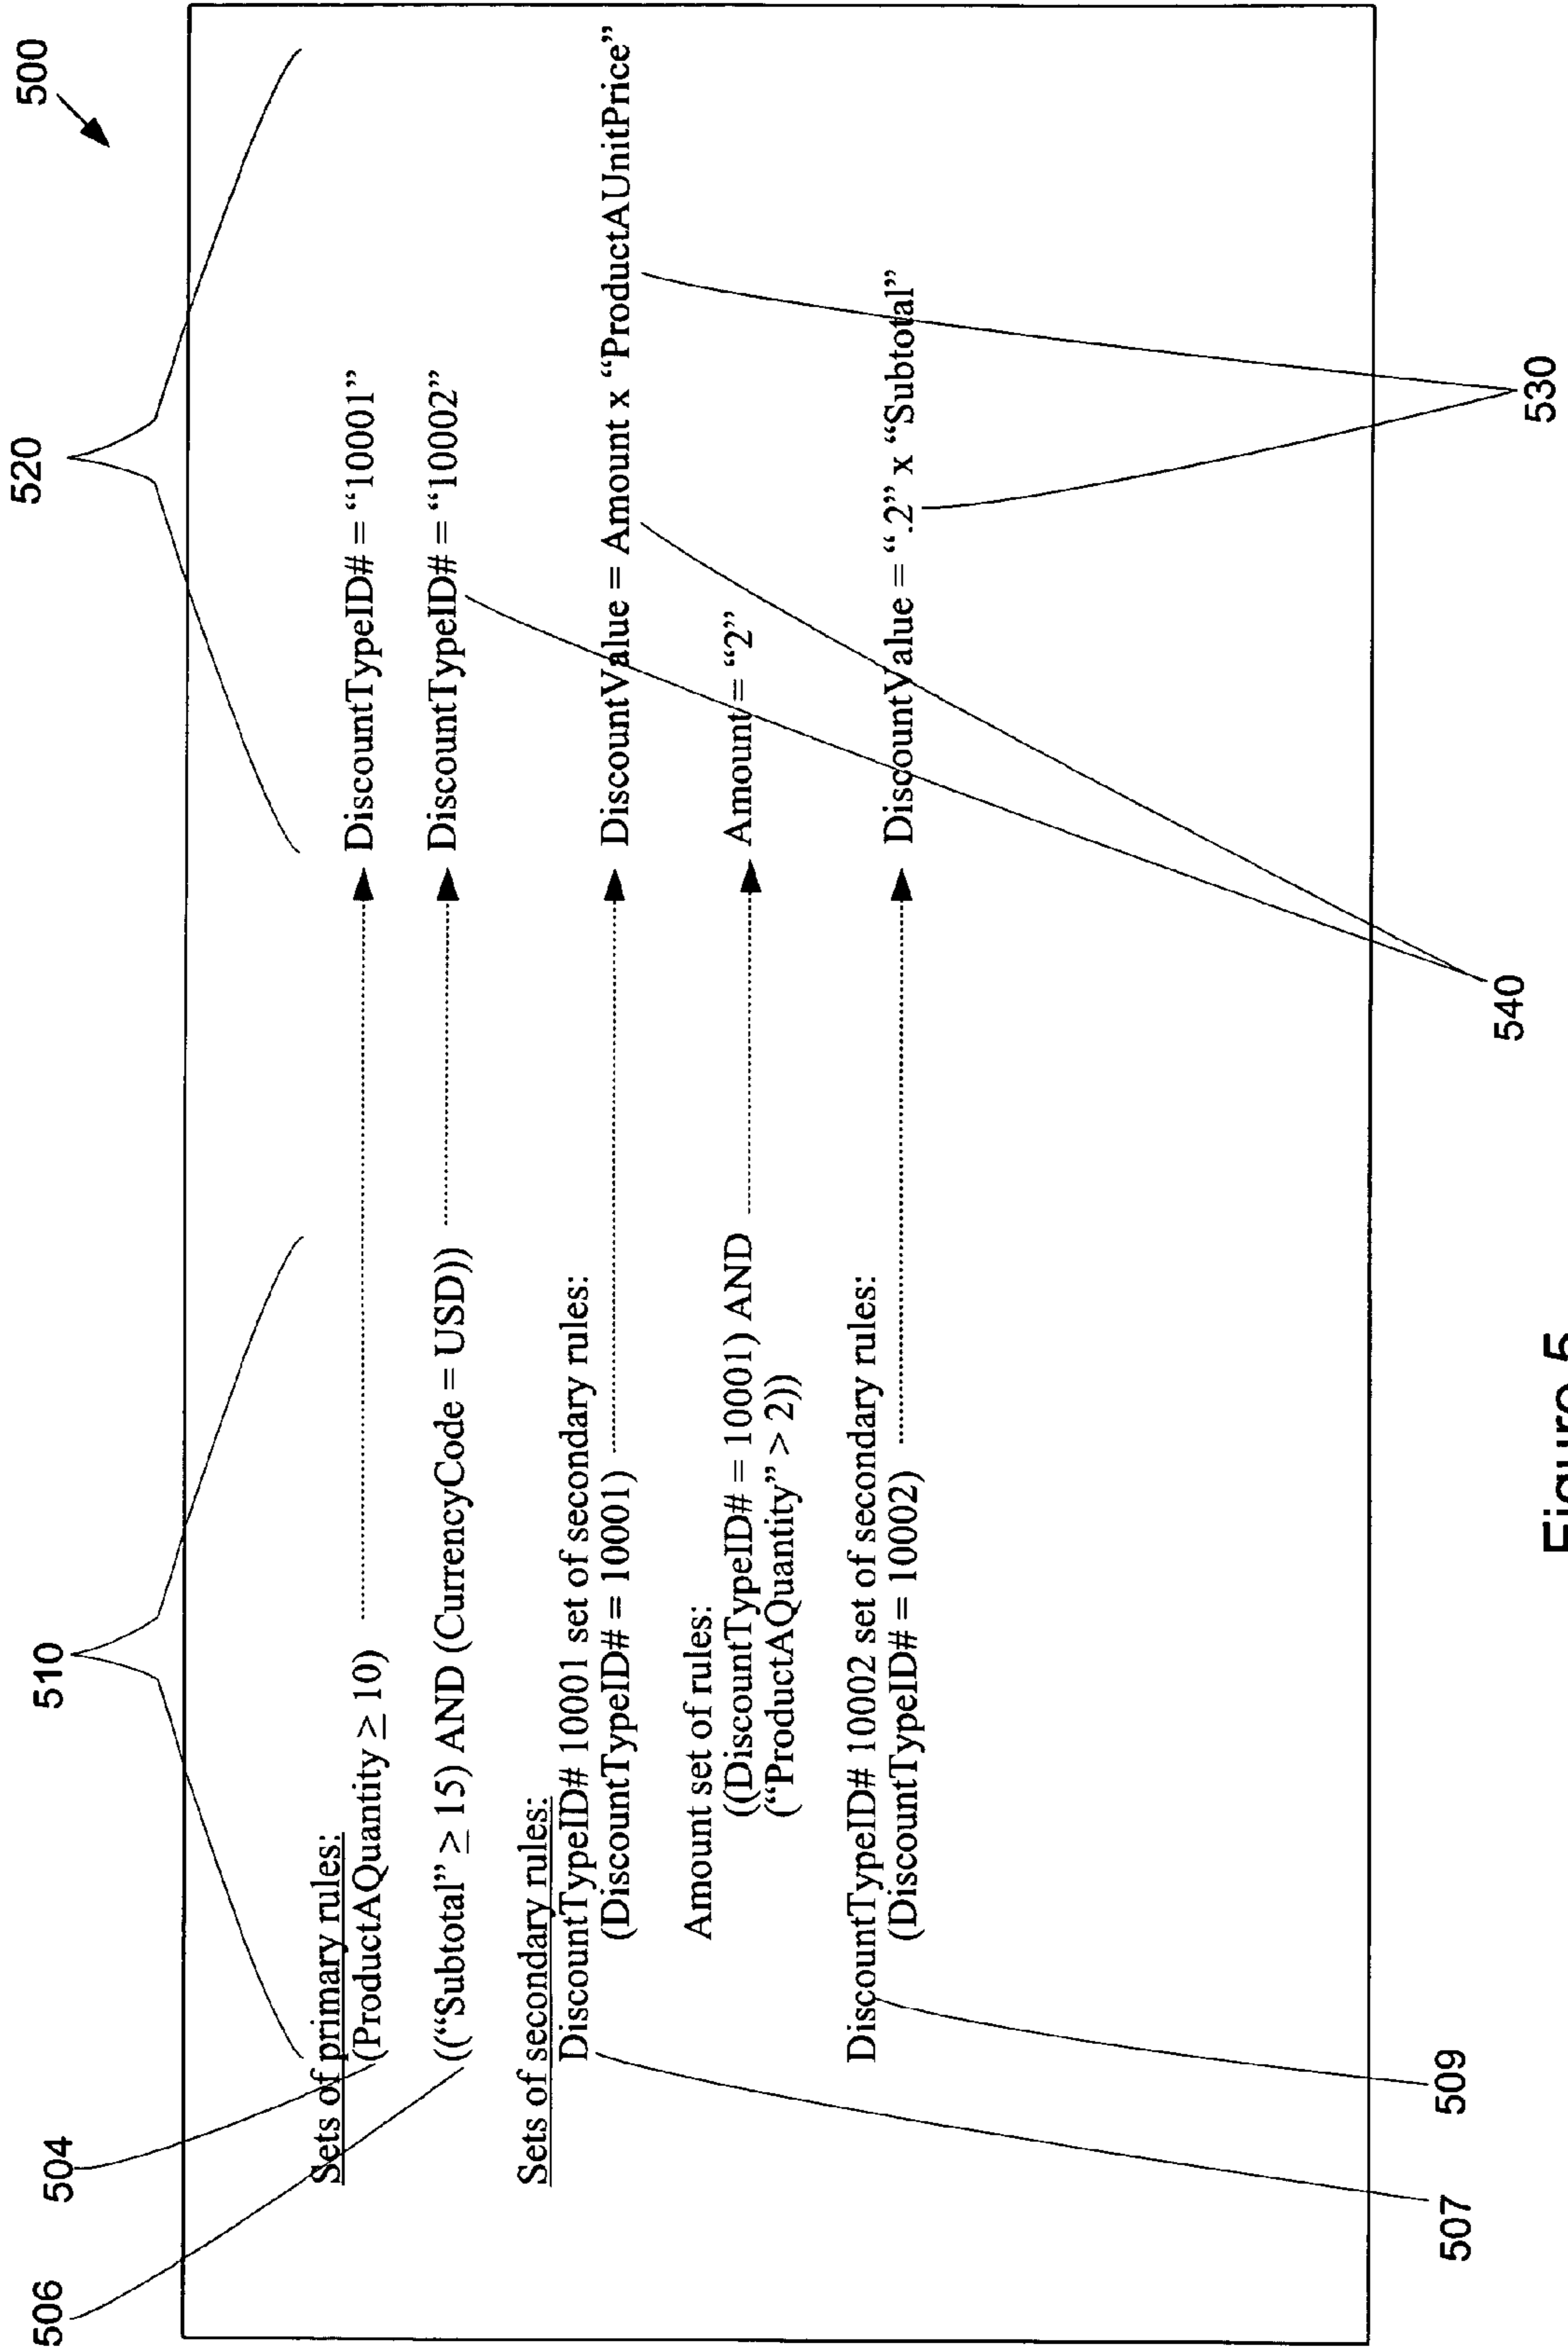 500
510
520
504
506
Sets of primary rules:
(ProductAQuantity ≥ 10) DiscountTypeID# = “10001”
((“Subtotal” ≥ 15) AND (CurrencyCode = USD)) DiscountTypeID# = “10002”
Sets of secondary rules:
DiscountTypeID# 10001 set of secondary rules:
(DiscountTypeID# = 10001) DiscountValue = Amount x “ProductAUnitPrice”
Amount set of rules:
((DiscountTypeID# = 10001) AND Amount = “2”
(“ProductAQuantity” > 2))
DiscountTypeID# 10002 set of secondary rules:
(DiscountTypeID# = 10002) DiscountValue = “.2” x “Subtotal”
507
509
540
530
Figure 5